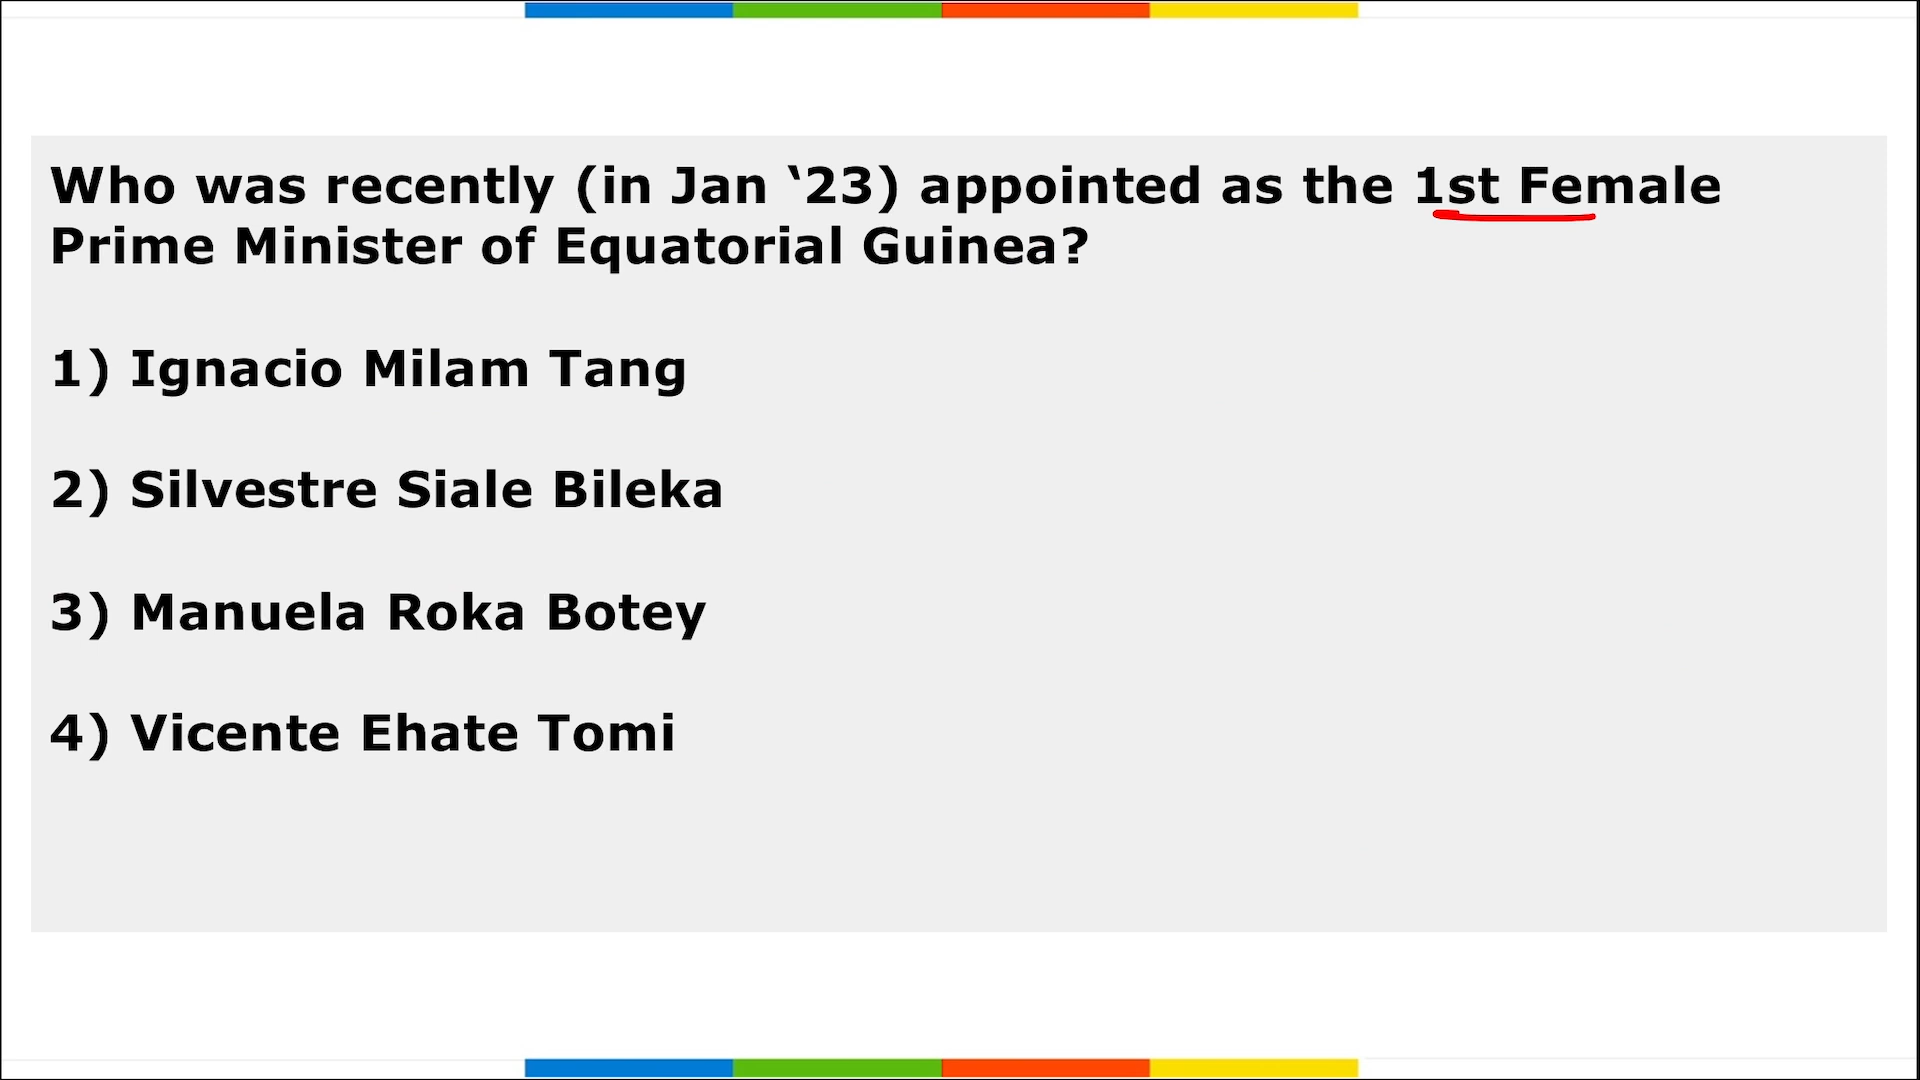 Who was recently (in Jan ‘23) appointed as the 1st Female
Prime Minister of Equatorial Guinea?
1) Ignacio Milam Tang
2) Silvestre Siale Bileka
3) Manuela Roka Botey
4) Vicente Ehate Tomi